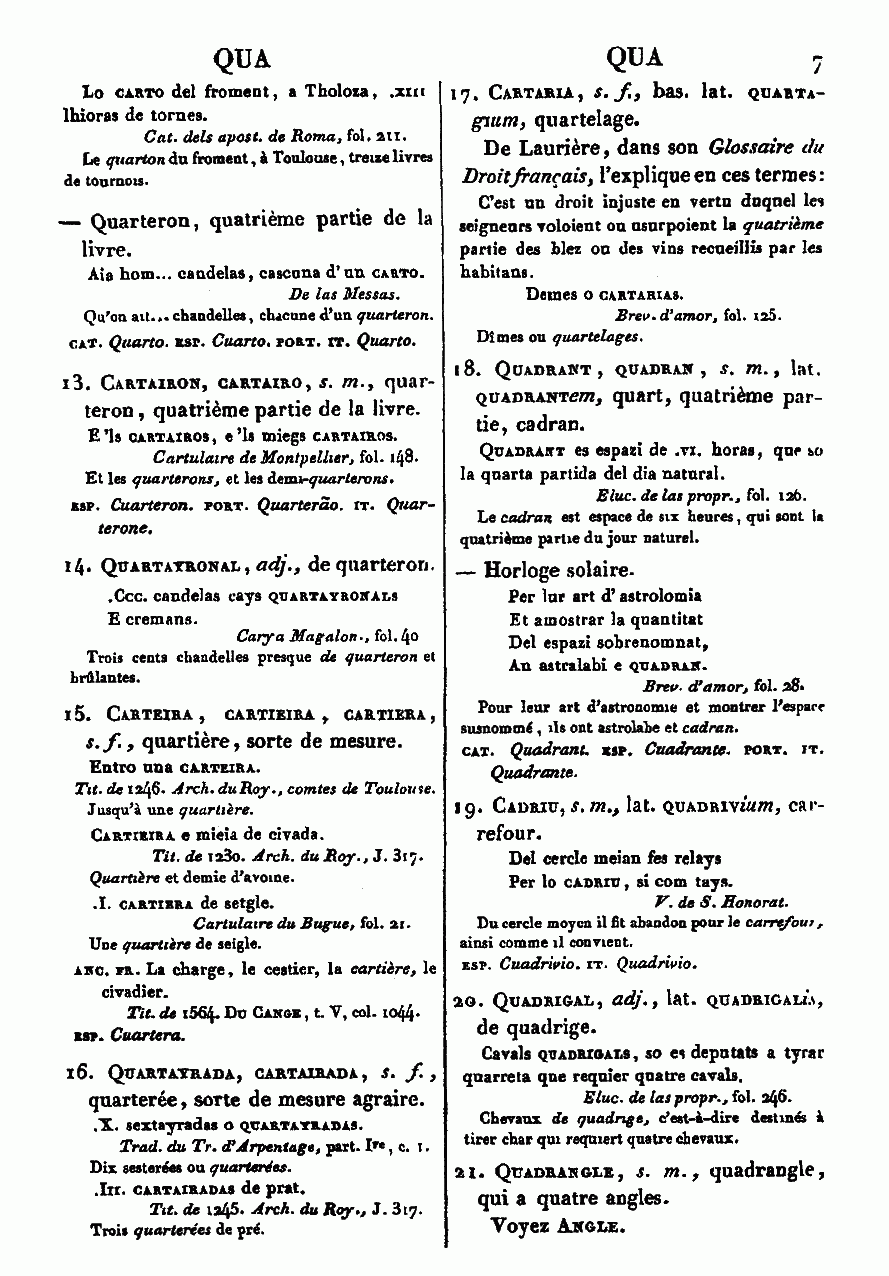 QUA
Lo CARTO del froment, a Tholoza, .XIII
lhioras de tornes.
Cat. dels apost. de Roma, fol. 211.
Le quarton du froment, à Toulouse, treize livres
de tournois.
— Quarteron, quatrième partie de la
livre.
Aia hom... candelas, cascuna d'un CARTO.
De las Messas.
Qu'on ait... chandelles, chacune d'un quarteron.
CAT. Quarto. ESP. Cuarto. PORT. IT. Quarto.
13. CARTAIRON, CARTAIRO, s. m., quar-
teron, quatrième partie de la livre.
E 'ls CARTAIROS, e 'ls miegs CARTAIROS.
Cartulaire de Montpellier, fol. 148.
Et les quarterons, et les demi-quarterons.
ESP. Cuarteron. PORT. Quarterão. IT. Quar-
terone.
14. QUARTAYRONAL, adj., de quarteron.
.Ccc. candelas cays QUARTAYRONALS
E cremans.
Carya Magalon., fol. 40
Trois cents chandelles presque de quarteron et
brûlantes.
15. CARTEIRA, CARTIEIRA, CARTIERA,
s. f., quartière, sorte de mesure.
Entro una CARTEIRA.
Tit. de 1246. Arch. du Roy., comtes de Toulouse.
Jusqu'à une quartière.
CARTIEIRA e mieia de civada.
Tit. de 1230. Arch. du Roy., J. 317.
Quartière et demie d'avoine.
.I. CARTIERA de setgle.
Cartulaire du Bugue, fol. 21.
Une quartière de seigle.
ANC. FR. La charge, le cestier, la cartière, le
civadier.
Tit. de 1564. DU CANGE, t. V, col. 1044.
ESP. Cuartera.
16. QUARTAYRADA, CARTAIRADA, s. f.,
quarterée, sorte de mesure agraire.
.X. sextayradas o QUARTAYRADAS.
Trad. du Tr. d'Arpentage, part. Ire, c. 1.
Dix sesterées ou quarterées.
.III. CARTAIRADAS de prat.
Tit. de 1245. Arch. du Roy., J. 317.
Trois quarterées de pré.
QUA 7
17. CARTARIA, s. f., bas. lat. QUARTA-
gium, quartelage.
De Laurière, dans son Glossaire du
Droit français, l'explique en ces termes:
C'est un droit injuste en vertu duquel les
seigneurs voloient ou usurpoient la quatrième
partie des blez ou des vins recueillis par les
habitans.
Demes o CARTARIAS.
Brev. d'amor, fol. 125.
Dîmes ou quartelages.
18. QUADRANT, QUADRAN, s. m., lat.
QUADRANTem, quart, quatrième par-
tie, cadran.
QUADRANT es espazi de .VI. horas, que so
la quarta partida del dia natural.
Eluc. de las propr., fol. 126.
Le cadran est espace de six heures, qui sont la
quatrième partie du jour naturel.
— Horloge solaire.
Per lur art d'astrolomia
Et amostrar la quantitat
Del espazi sobrenomnat,
An astralabi e QUADRAN.
Brev. d'amor, fol. 28.
Pour leur art d'astronomie et montrer l'espace
susnommé, ils ont astrolabe et cadran.
CAT. Quadrant. ESP. Cuadrante. PORT. IT.
Quadrante.
19. CADRIU, s. m., lat. QUADRIVium, car-
refour.
Del cercle meian fes relays
Per lo CADRIU, si com tays.
V. de S. Honorat.
Du cercle moyen il fit abandon pour le carrefour,
ainsi comme il convient.
ESP. Cuadrivio. IT. Quadrivio.
20. QUADRIGAL, adj., lat. QUADRIGALis,
de quadrige.
Cavals QUADRIGALS, so es deputats a tyrar
quarreta que requier quatre cavals.
Eluc. de las propr., fol. 246.
Chevaux de quadrige, c'est-à-dire destinés à
tirer char qui requiert quatre chevaux.
21. QUADRANGLE, s. m., quadrangle,
qui a quatre angles.
Voyez ANGLE.